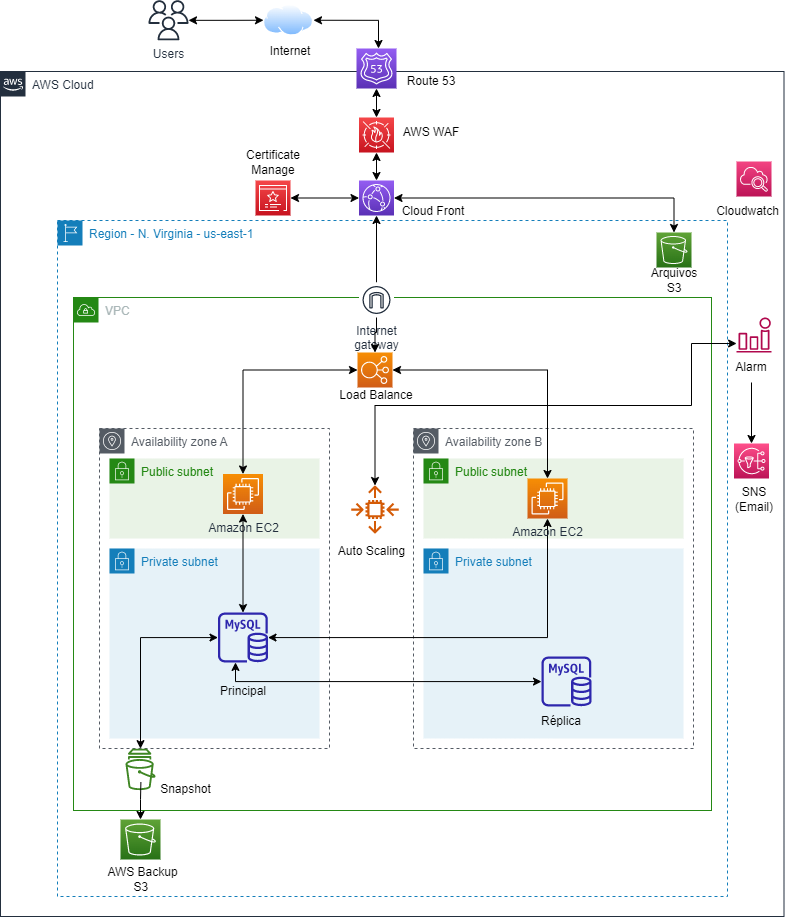 Users
Internet
53
Route 53
aws
AWS Cloud
AWS WAF
Certificate
Manage
Cloud Front
Cloudwatch
Region - N. Virginia - us-east-1
Arquivos
S3
VPC
Internet
gateway
Load Balance
Alarm
Availability zone A
Availability zone B
Public subnet
Public subnet
SNS
(Email)
Amazon EC2
Amazon EC2
Auto Scaling
Private subnet
Private subnet
MySQL
Principal
MySQL
Réplica
Snapshot
AWS Backup
S3